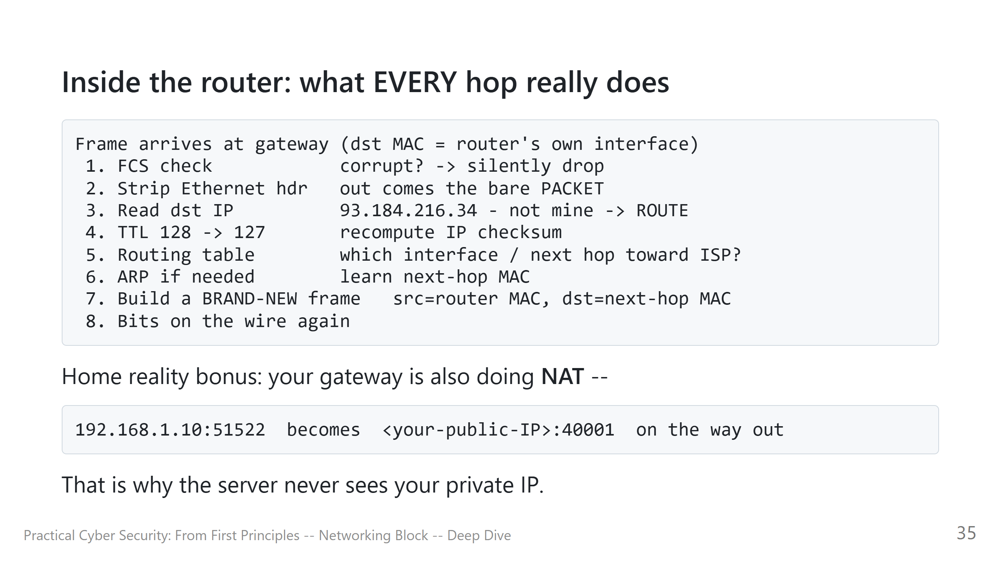 Inside the router: what EVERY hop really does
Frame arrives at gateway (dst MAC = router's own interface)
 1. FCS check            corrupt? -> silently drop
 2. Strip Ethernet hdr   out comes the bare PACKET
 3. Read dst IP          93.184.216.34 - not mine -> ROUTE
 4. TTL 128 -> 127       recompute IP checksum
 5. Routing table        which interface / next hop toward ISP?
 6. ARP if needed        learn next-hop MAC
 7. Build a BRAND-NEW frame   src=router MAC, dst=next-hop MAC
 8. Bits on the wire again
Home reality bonus: your gateway is also doing NAT --
192.168.1.10:51522  becomes  <your-public-IP>:40001  on the way out
That is why the server never sees your private IP.
Practical Cyber Security: From First Principles -- Networking Block -- Deep Dive
35